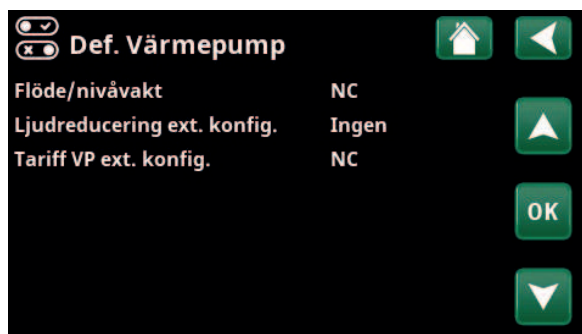 Def. Värmepump
Flöde/nivåvakt NC
Ljudreducering ext. konfig. Ingen
Tariff VP ext. konfig. NC
OK